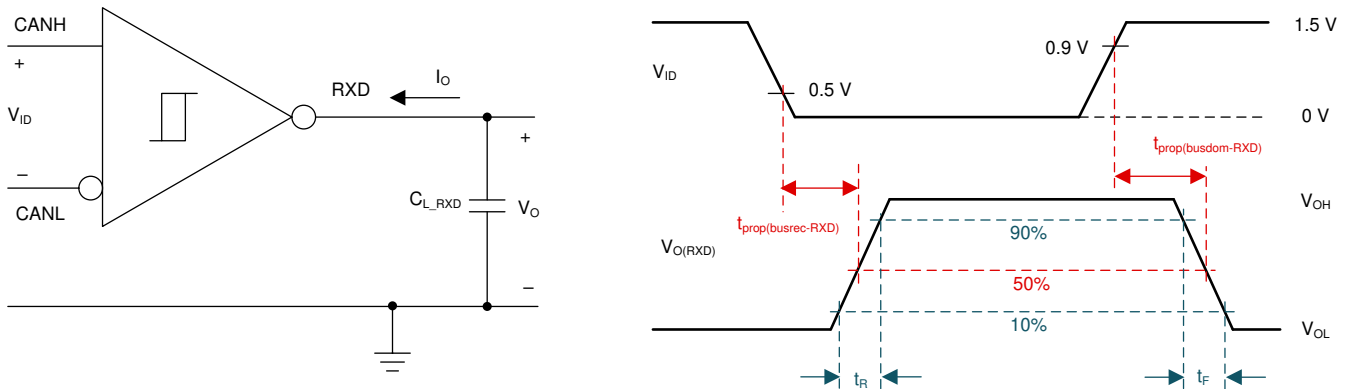 CANH
+
V_ID
–
CANL
RXD
I_O
+
C_L_RXD
V_O
–
V_ID
0.5 V
0.9 V
1.5 V
0 V
t_prop(busrec-RXD)
t_prop(busdom-RXD)
V_O(RXD)
V_OH
90%
50%
10%
V_OL
t_R
t_F